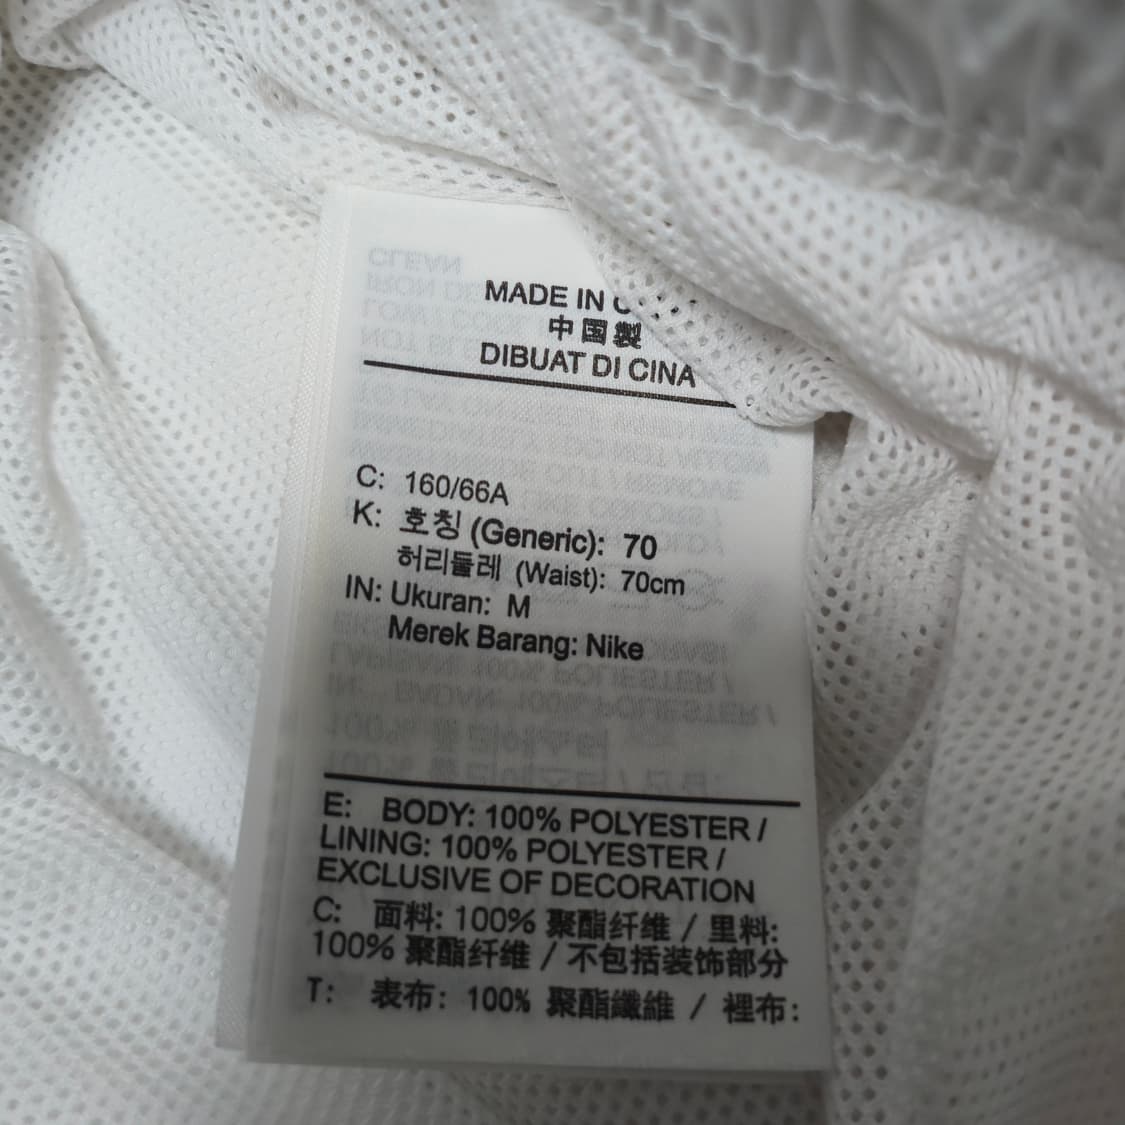 MADE IN
中国製
DIBUAT DI CINA
C: 160/66A
K: 호칭 (Generic): 70
허리둘레 (Waist): 70cm
IN: Ukuran: M
Merek Barang: Nike
E: BODY: 100% POLYESTER /
LINING: 100% POLYESTER /
EXCLUSIVE OF DECORATION
C: 面料: 100% 聚酯纤维 / 里料:
100% 聚酯纤维 / 不包括装饰部分
T: 表布: 100% 聚酯纖維 / 裡布: